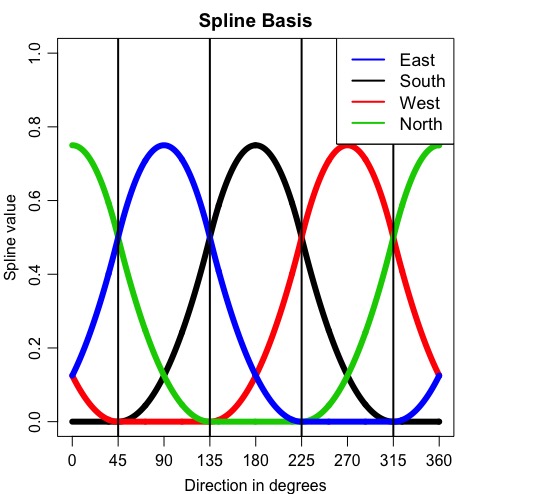 Spline Basis
East
South
West
North
Spline value
0.0 0.2 0.4 0.6 0.8 1.0
0 45 90 135 180 225 270 315 360
Direction in degrees